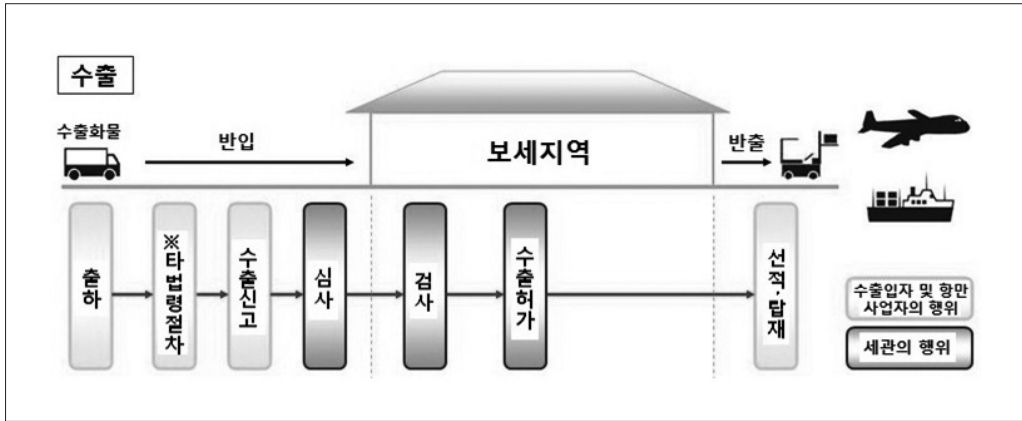 수출
수출화물
반입
보세지역
반출
출하
※타법령절차
수출신고
심사
검사
수출허가
선적·탑재
수출입자 및 항만
사업자의 행위
세관의 행위